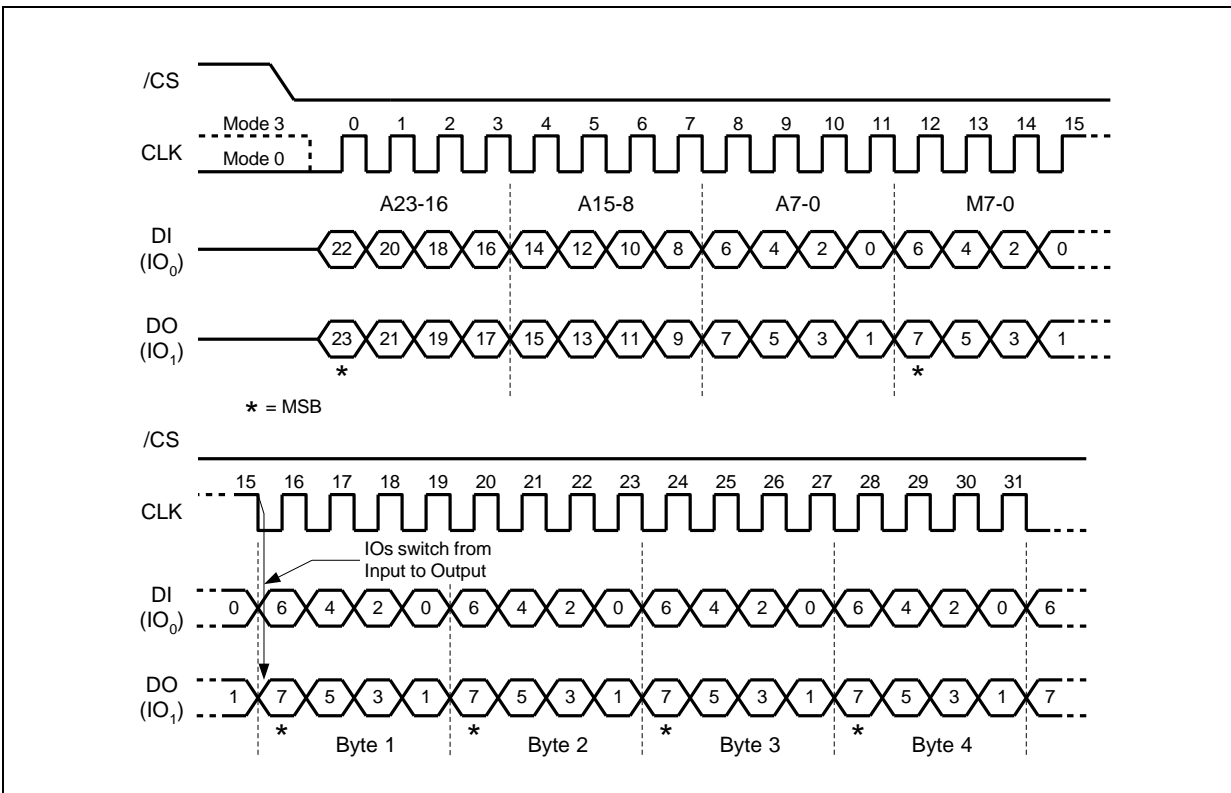 /CS
Mode 3 0 1 2 3 4 5 6 7 8 9 10 11 12 13 14 15
CLK
Mode 0
A23-16 A15-8 A7-0 M7-0
DI
(IO0) 22 20 18 16 14 12 10 8 6 4 2 0 6 4 2 0
DO
(IO1) 23 21 19 17 15 13 11 9 7 5 3 1 7 5 3 1
* *
* = MSB
/CS
15 16 17 18 19 20 21 22 23 24 25 26 27 28 29 30 31
CLK
IOs switch from
Input to Output
DI
(IO0) 0 6 4 2 0 6 4 2 0 6 4 2 0 6 4 2 0 6
DO
(IO1) 1 7 5 3 1 7 5 3 1 7 5 3 1 7 5 3 1 7
* * * *
Byte 1 Byte 2 Byte 3 Byte 4